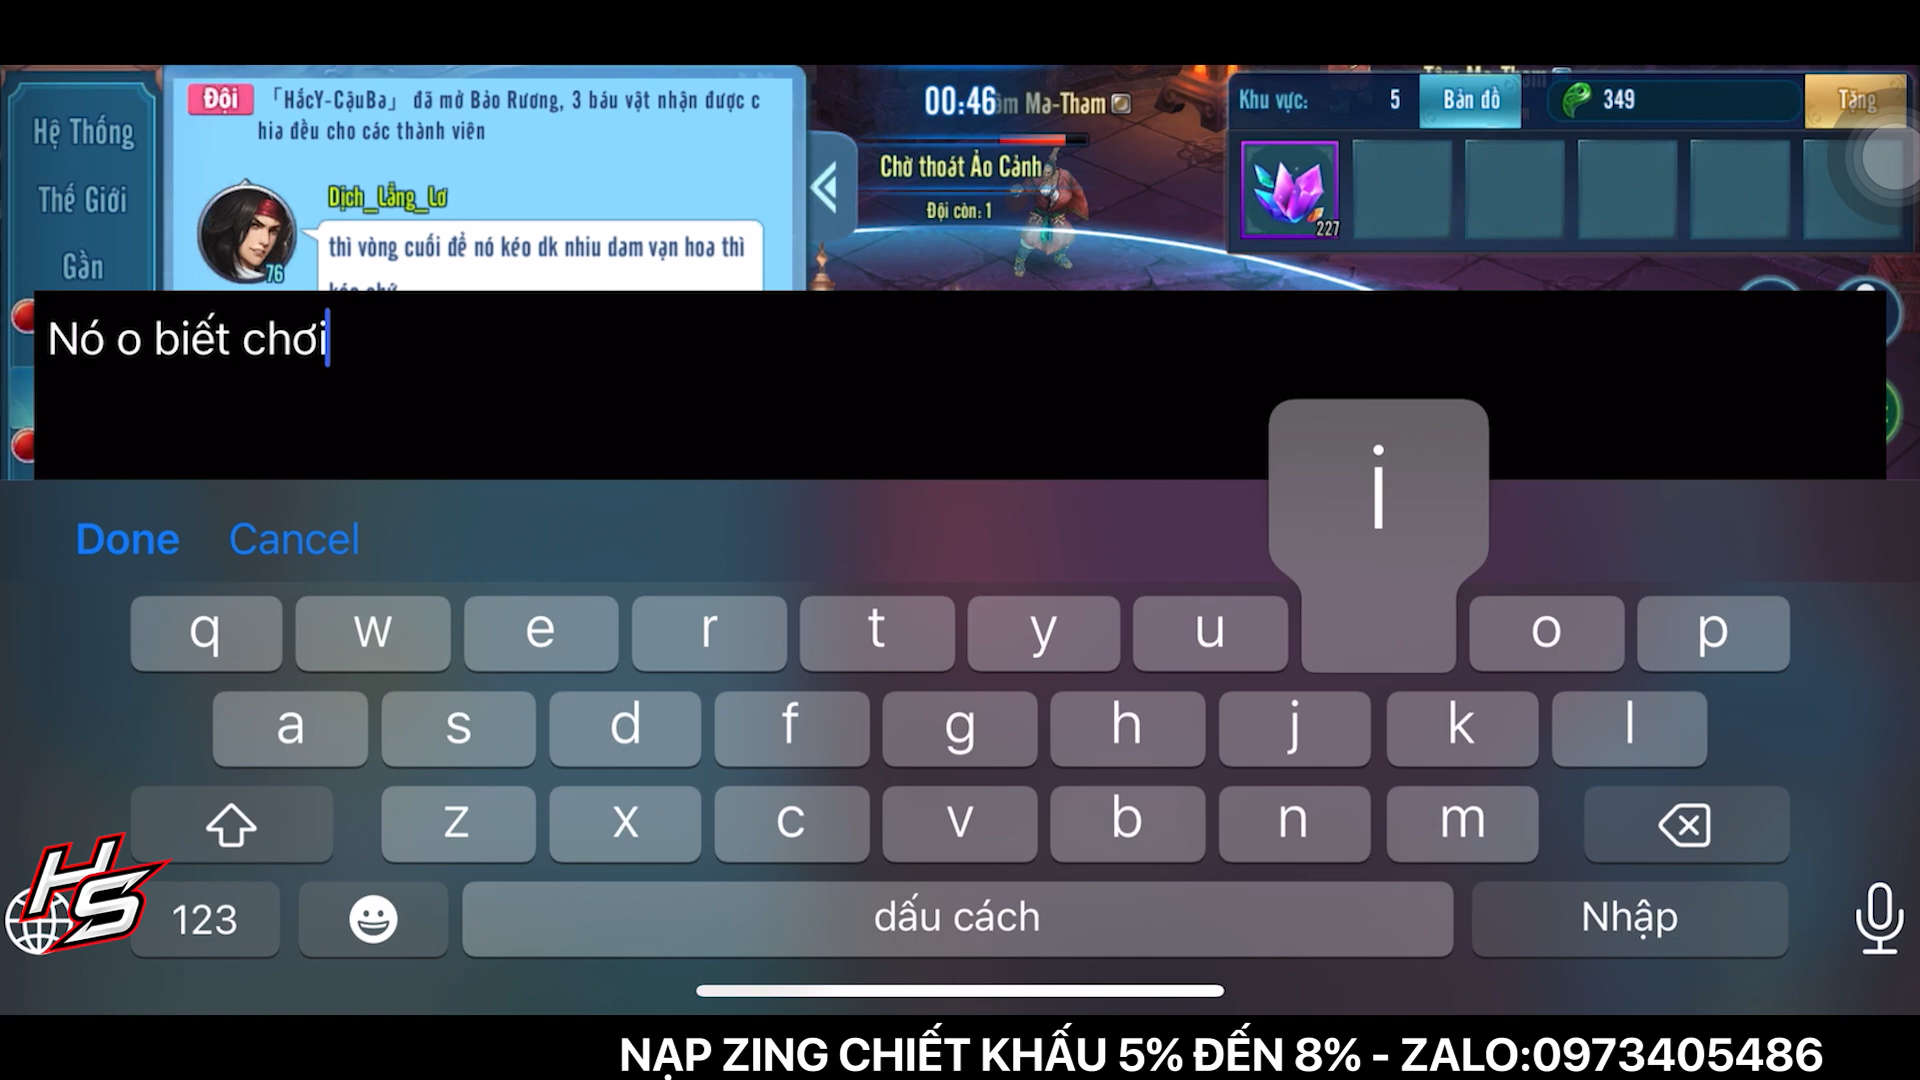 Hệ Thống
Thế Giới
Gần
Đội 「HắcY-CậuBa」 đã mở Bảo Rương, 3 báu vật nhận được c
hia đều cho các thành viên
Dịch_Lẳng_Lơ
76
thì vòng cuối để nó kéo dk nhiu dam vạn hoa thì
00:46
Ma-Tham
Chờ thoát Ảo Cảnh
Đội còn: 1
Khu vực: 5
Bản đồ
349
Tặng
227
Nó o biết chơi
i
Done Cancel
q w e r t y u o p
a s d f g h j k l
z x c v b n m
123 dấu cách Nhập
HS
NẠP ZING CHIẾT KHẤU 5% ĐẾN 8% - ZALO:0973405486